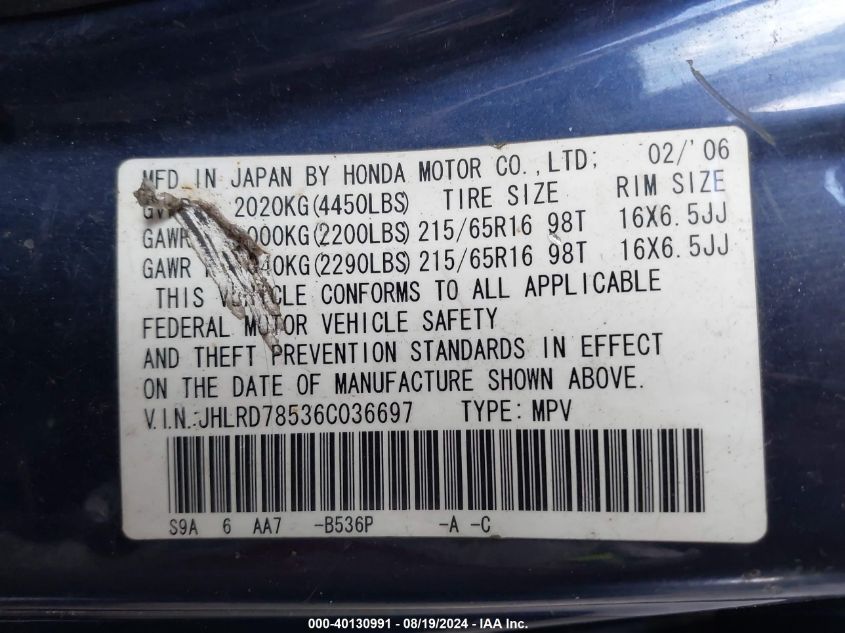 MFD IN JAPAN BY HONDA MOTOR CO.,LTD; 02/'06
2020KG(4450LBS) TIRE SIZE RIM SIZE
GAWR (2200LBS) 215/65R16 98T 16X6.5JJ
GAWR (2290LBS) 215/65R16 98T 16X6.5JJ
THIS VEHICLE CONFORMS TO ALL APPLICABLE
FEDERAL MOTOR VEHICLE SAFETY
AND THEFT PREVENTION STANDARDS IN EFFECT
ON THE DATE OF MANUFACTURE SHOWN ABOVE.
V.I.N.:JHLRD78536C036697 TYPE: MPV
S9A 6 AA7 -B536P -A -C
000-40130991 - 08/19/2024 - IAA Inc.